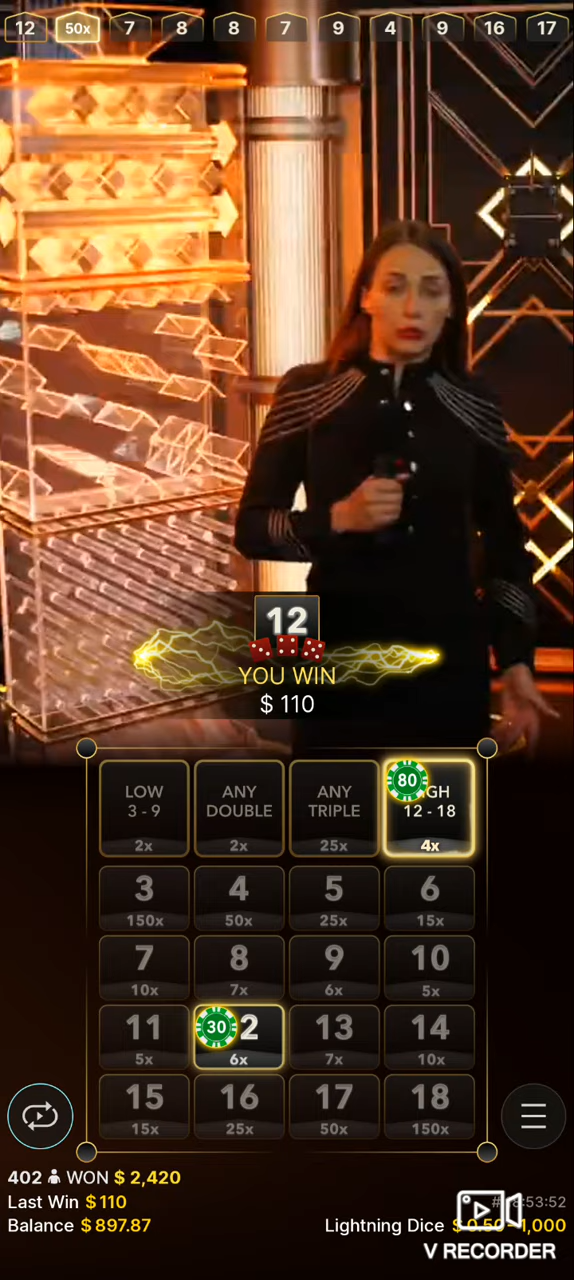 12 50x 7 8 8 7 9 4 9 16 17
12
YOU WIN
$ 110
LOW 3 - 9 2x
ANY DOUBLE 2x
ANY TRIPLE 25x
80 GH 12 - 18 4x
3 4 5 6
150x 50x 25x 15x
7 8 9 10
10x 7x 6x 5x
11 30 2 13 14
5x 6x 7x 10x
15 16 17 18
15x 25x 50x 150x
402 WON $ 2,420
Last Win $ 110
:53:52
Balance $ 897.87
Lightning Dice $ 0.50-1,000
V RECORDER